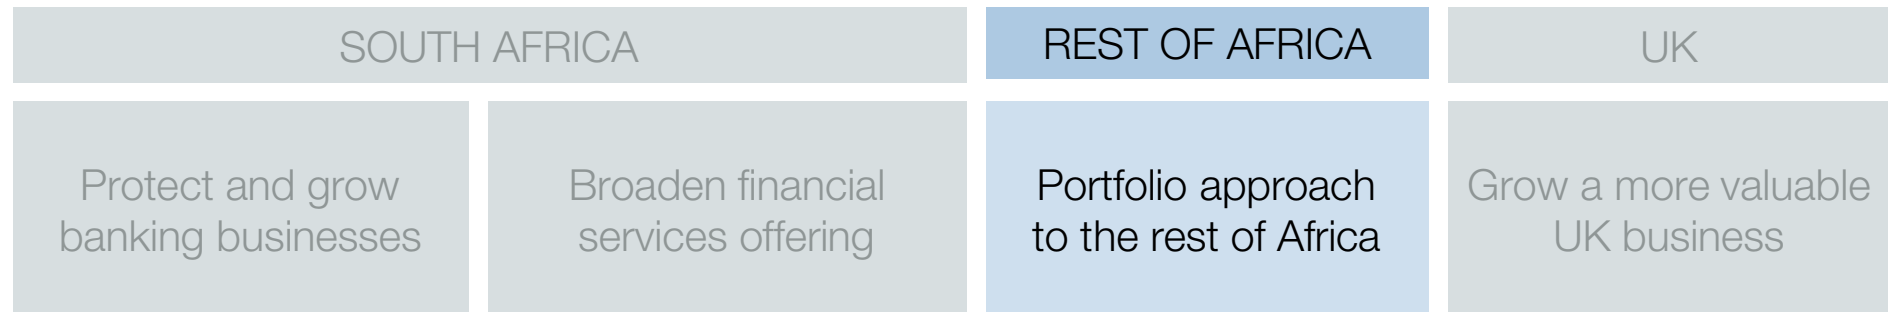 SOUTH AFRICA
REST OF AFRICA
UK
Protect and grow
banking businesses
Broaden financial
services offering
Portfolio approach
to the rest of Africa
Grow a more valuable
UK business